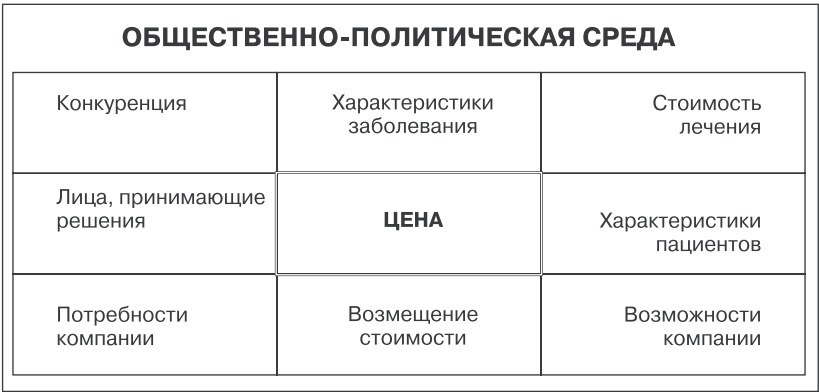 ОБЩЕСТВЕННО-ПОЛИТИЧЕСКАЯ СРЕДА
Конкуренция
Характеристики
заболевания
Стоимость
лечения
Лица, принимающие
решения
ЦЕНА
Характеристики
пациентов
Потребности
компании
Возмещение
стоимости
Возможности
компании